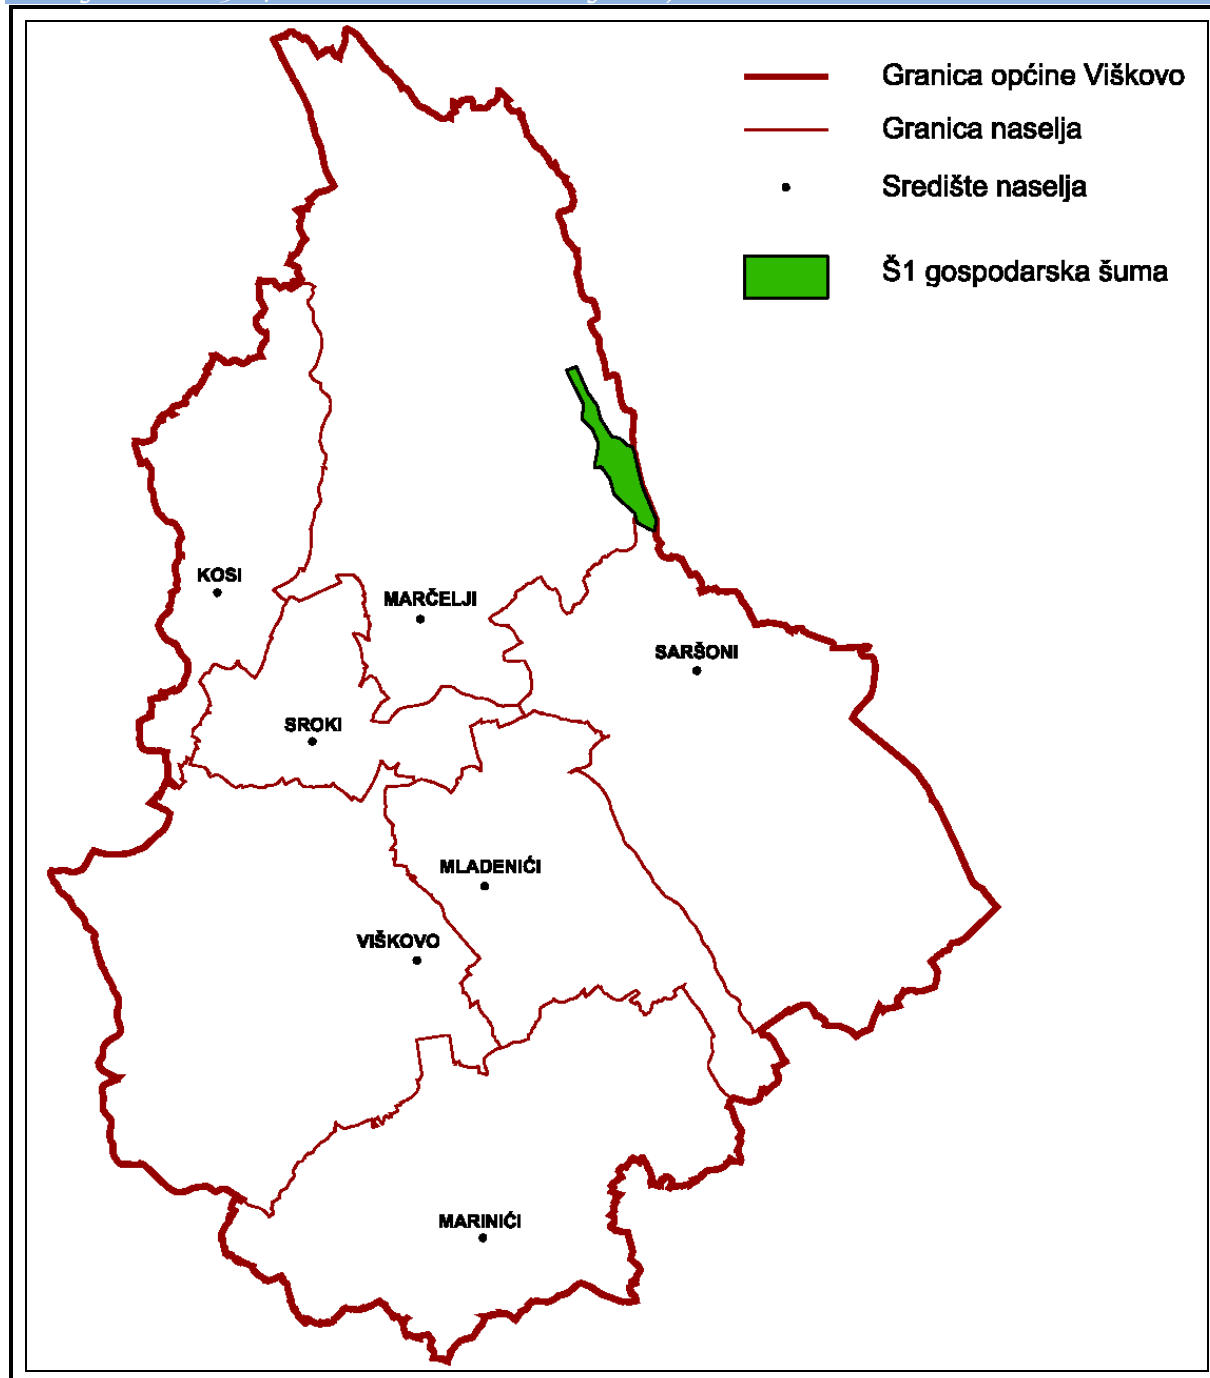 Granica općine Viškovo
Granica naselja
Središte naselja
Š1 gospodarska šuma
KOSI
MARČELJI
SARŠONI
SROKI
MLADENIĆI
VIŠKOVO
MARINIĆI